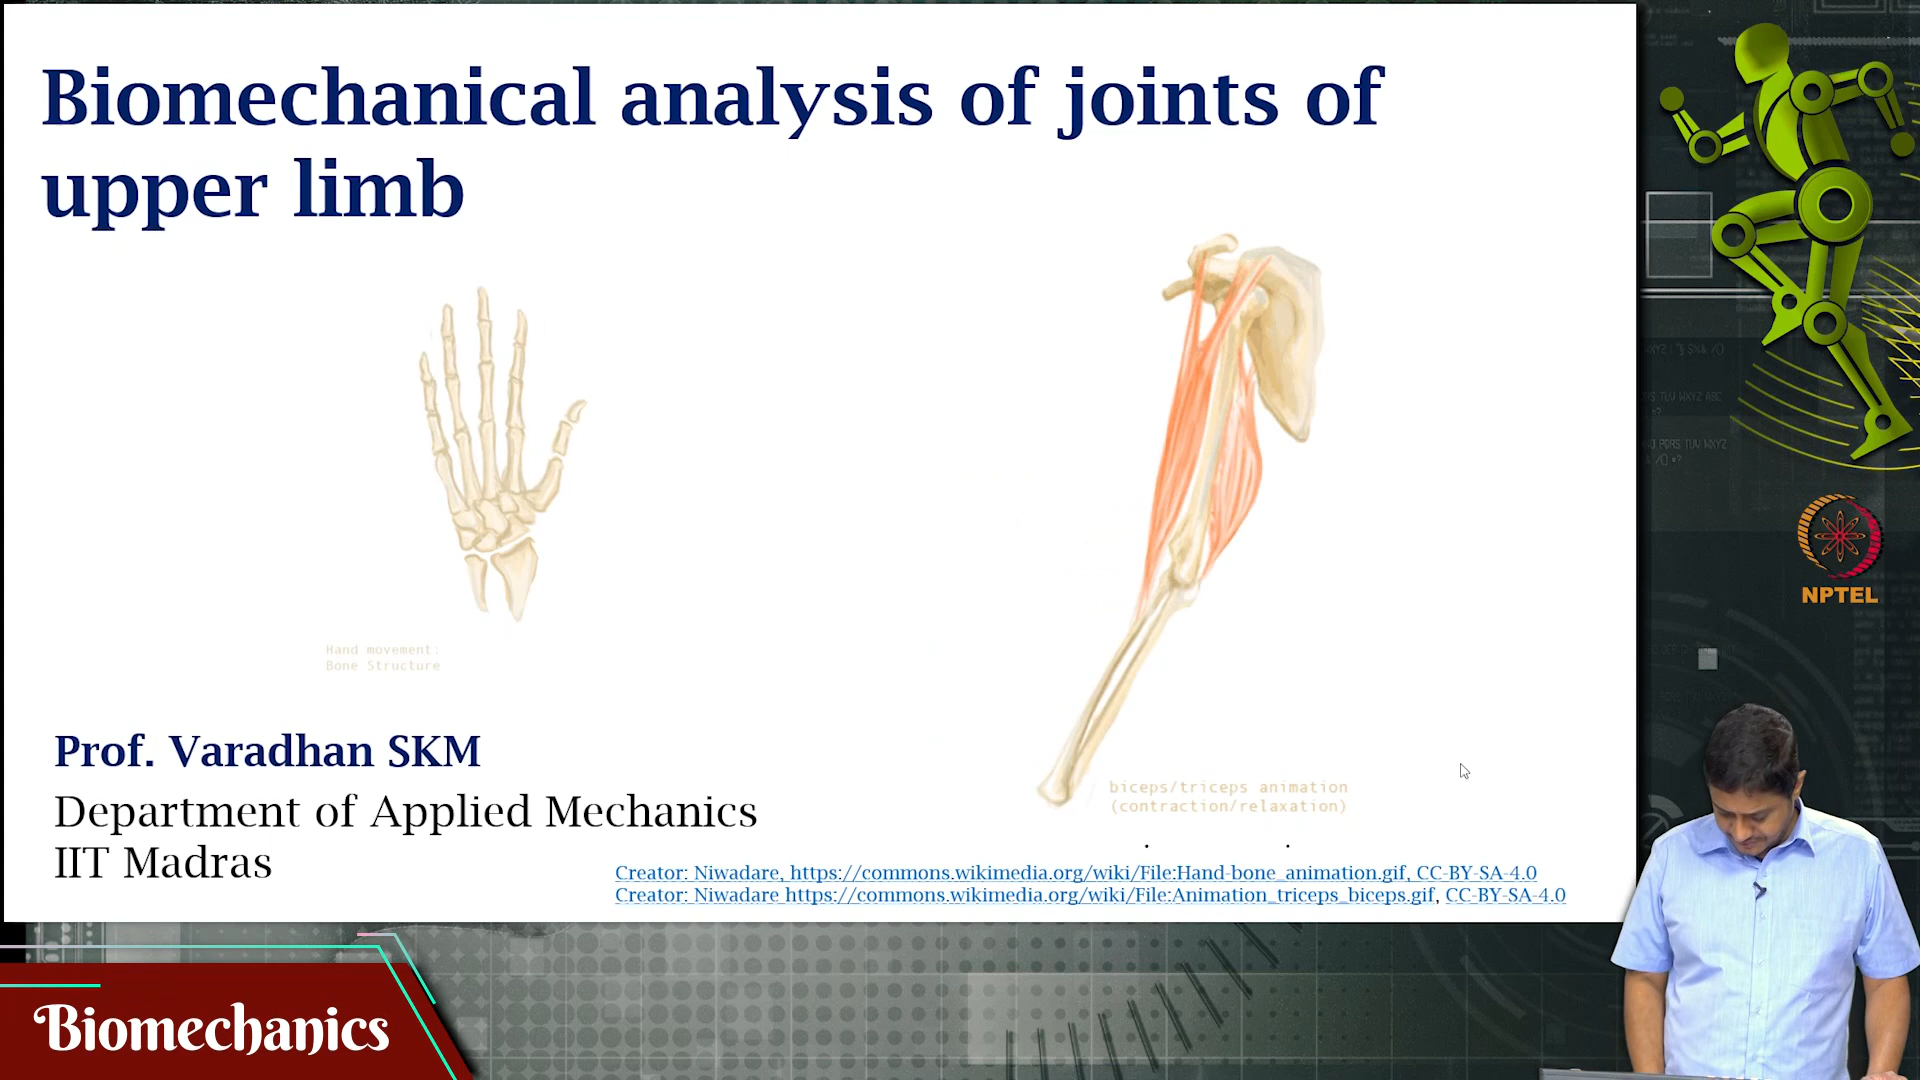 Biomechanical analysis of joints of
upper limb
Hand movement:
Bone Structure
biceps/triceps animation
(contraction/relaxation)
Prof. Varadhan SKM
Department of Applied Mechanics
IIT Madras
Creator: Niwadare, https://commons.wikimedia.org/wiki/File:Hand-bone_animation.gif, CC-BY-SA-4.0
Creator: Niwadare https://commons.wikimedia.org/wiki/File:Animation_triceps_biceps.gif, CC-BY-SA-4.0
NPTEL
Biomechanics